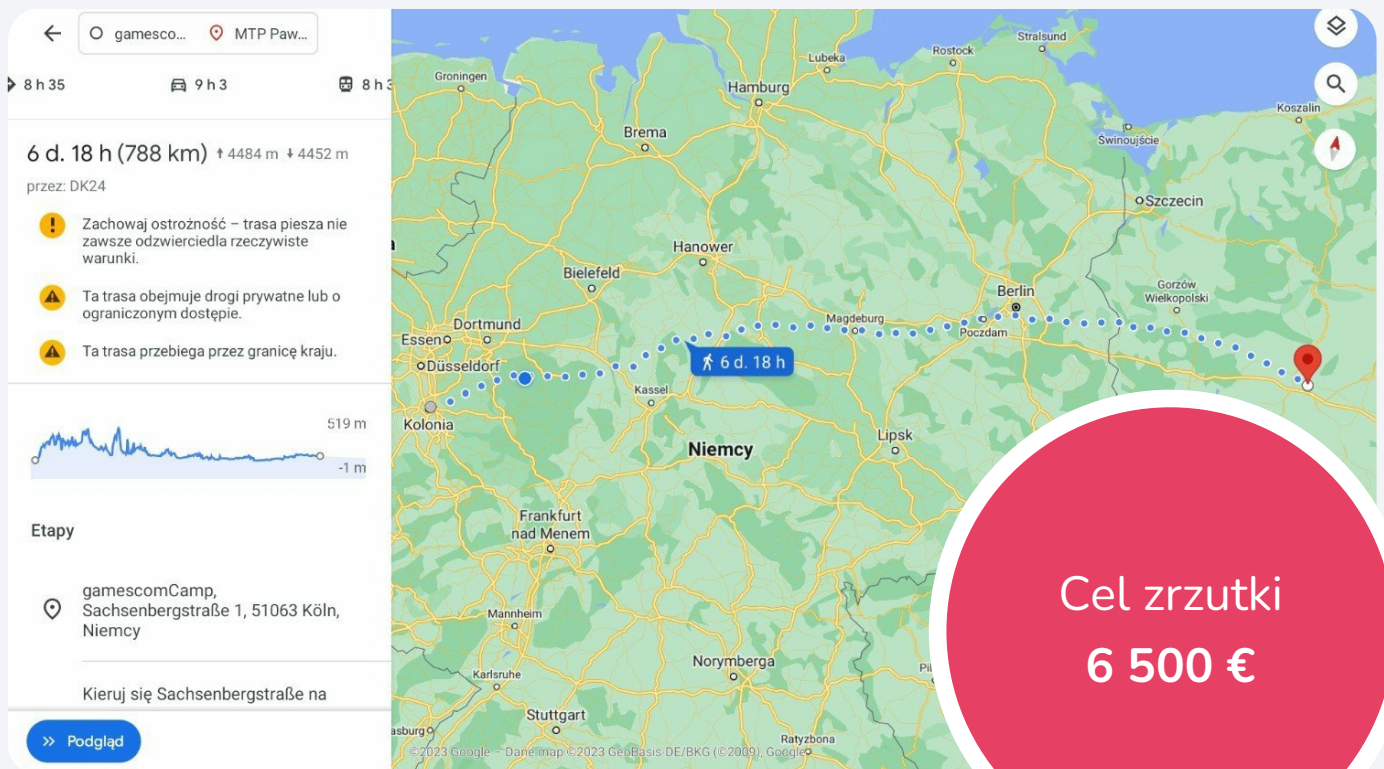 gamesco... MTP Paw...
8 h 35 9 h 3 8 h
6 d. 18 h (788 km) 4484 m 4452 m
przez: DK24
Zachowaj ostrożność – trasa piesza nie
zawsze odzwierciedla rzeczywiste
warunki.
Ta trasa obejmuje drogi prywatne lub o
ograniczonym dostępie.
Ta trasa przebiega przez granicę kraju.
519 m
-1 m
Etapy
gamescomCamp,
Sachsenbergstraße 1, 51063 Köln,
Niemcy
Kieruj się Sachsenbergstraße na
Podgląd
Stralsund
Rostock
Lubeka
Groningen
Hamburg
Koszalin
Brema
Świnoujście
Szczecin
Hanower
Bielefeld
Berlin
Gorzów
Wielkopolski
Magdeburg
Poczdam
Dortmund
Essen
Düsseldorf
6 d. 18 h
Kassel
Kolonia
Lipsk
Niemcy
Frankfurt
nad Menem
Mannheim
Norymberga
Karlsruhe
Stuttgart
asburg
Ratyzbona
©2023 Google – Dane map ©2023 GeoBasis-DE/BKG (©2009), Google
Cel zrzutki
6 500 €